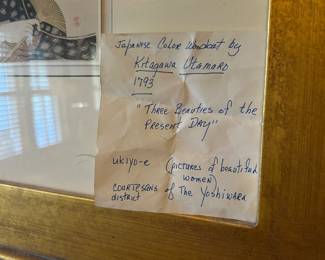 Japanese Color Woodcut by
Kitagawa Utamaro
1793
"Three Beauties of the
Present Day"
ukiyo-e (pictures of beautiful
women)
courtesans of The Yoshiwara
district